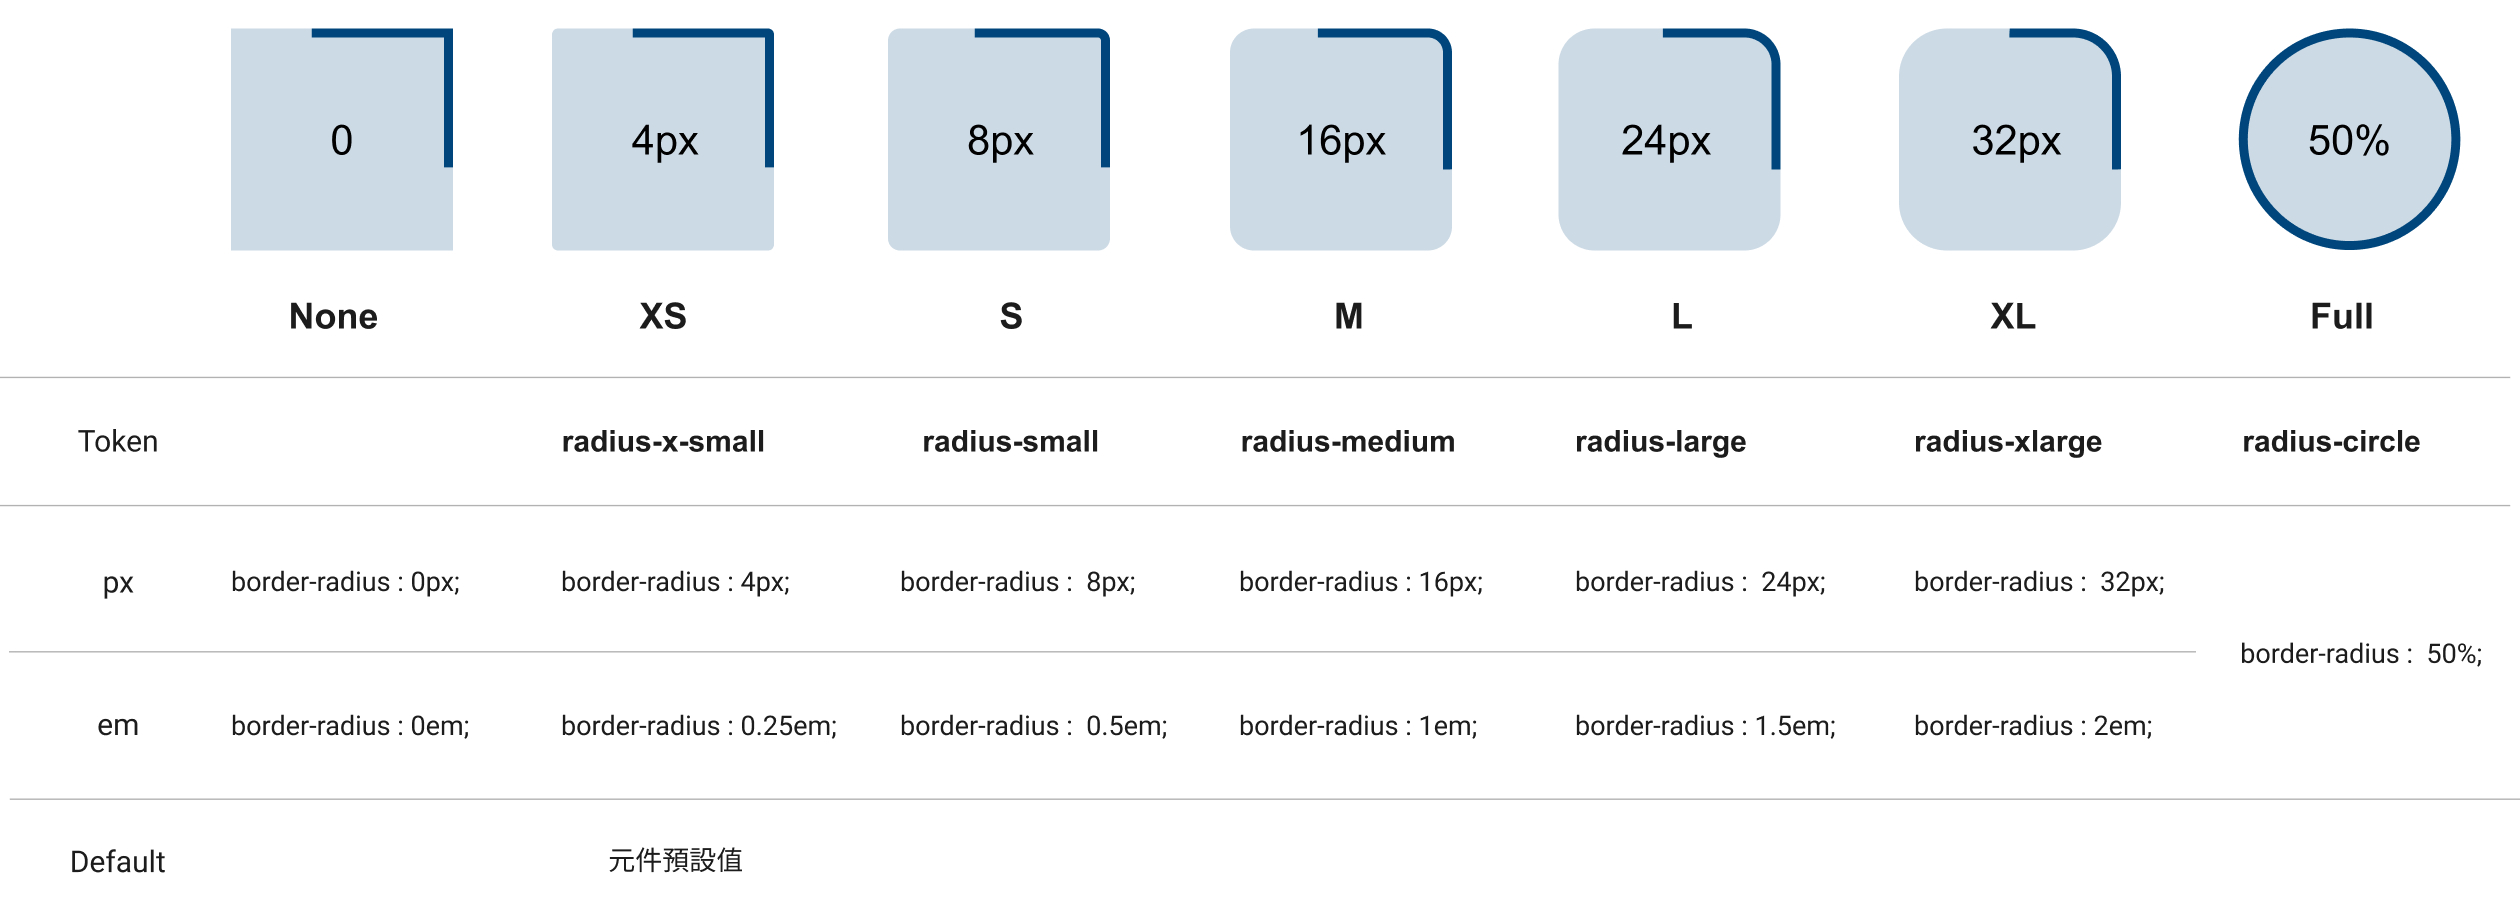 0 4px 8px 16px 24px 32px 50%
None XS S M L XL Full
Token radius-x-small radius-small radius-medium radius-large radius-xlarge radius-circle
px border-radius : 0px; border-radius : 4px; border-radius :  8px; border-radius : 16px; border-radius :  24px; border-radius :  32px;
border-radius :  50%;
em border-radius : 0em; border-radius : 0.25em; border-radius :  0.5em; border-radius : 1em; border-radius : 1.5em; border-radius : 2em;
Default 元件預設值